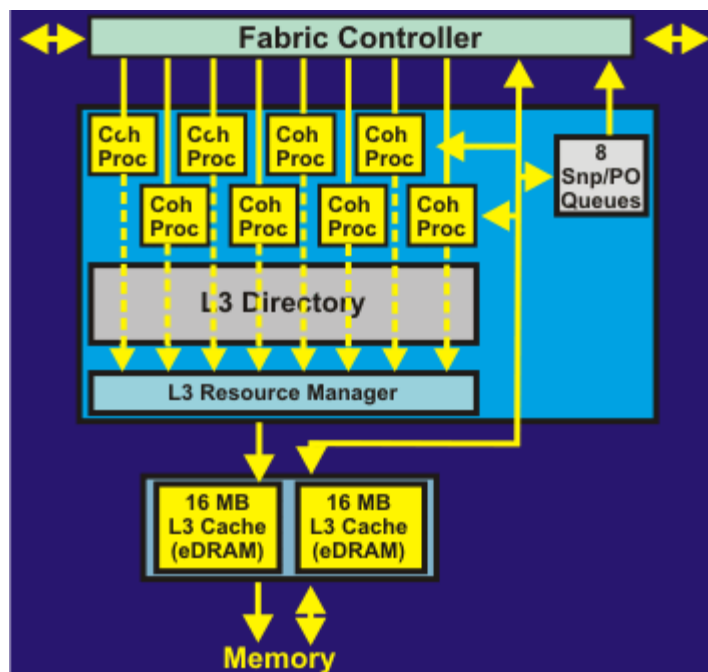 Fabric Controller
Coh
Proc
Coh
Proc
Coh
Proc
Coh
Proc
8
Snp/PO
Queues
Coh
Proc
Coh
Proc
Coh
Proc
Coh
Proc
L3 Directory
L3 Resource Manager
16 MB
L3 Cache
(eDRAM)
16 MB
L3 Cache
(eDRAM)
Memory